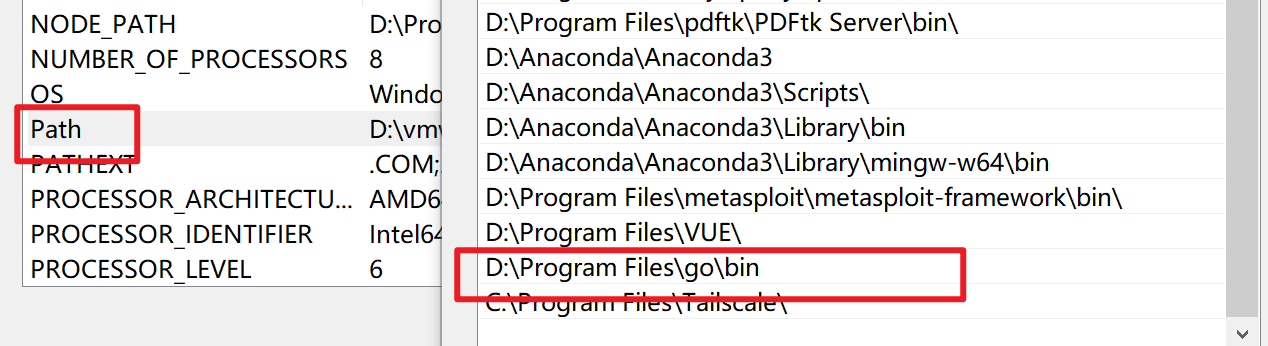 NODE_PATH D:\Pro
NUMBER_OF_PROCESSORS 8
OS Windo
Path D:\vmw
PATHEXT .COM;
PROCESSOR_ARCHITECTU... AMD64
PROCESSOR_IDENTIFIER Intel64
PROCESSOR_LEVEL 6
D:\Program Files\pdftk\PDFtk Server\bin\
D:\Anaconda\Anaconda3
D:\Anaconda\Anaconda3\Scripts\
D:\Anaconda\Anaconda3\Library\bin
D:\Anaconda\Anaconda3\Library\mingw-w64\bin
D:\Program Files\metasploit\metasploit-framework\bin\
D:\Program Files\VUE\
D:\Program Files\go\bin
C:\Program Files\Tailscale\